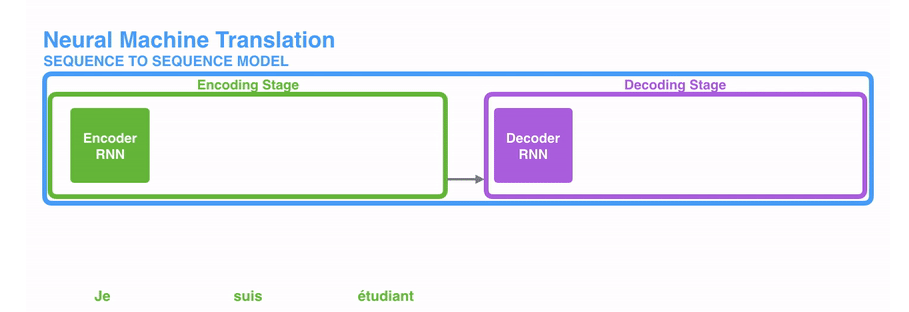 Neural Machine Translation
SEQUENCE TO SEQUENCE MODEL
Encoding Stage
Decoding Stage
Encoder
RNN
Decoder
RNN
Je suis étudiant